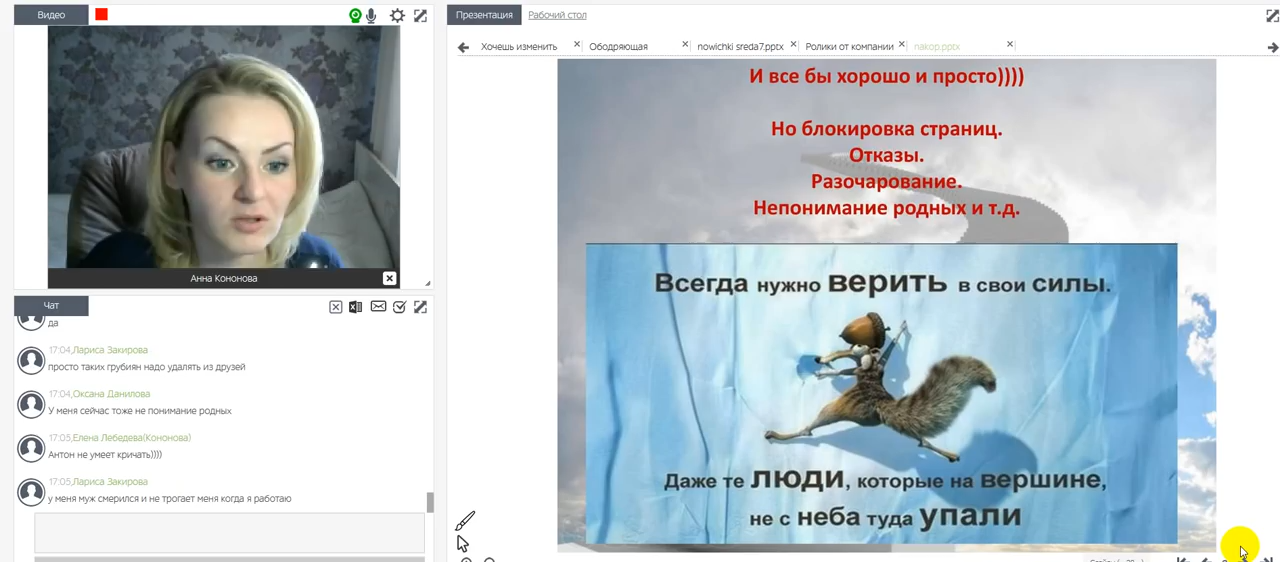 Видео
Анна Кононова
Чат
да
17:04,Лариса Закирова
просто таких грубиян надо удалять из друзей
17:04,Оксана Данилова
У меня сейчас тоже не понимание родных
17:05,Елена Лебедева(Кононова)
Антон не умеет кричать))))
17:05,Лариса Закирова
у меня муж смерился и не трогает меня когда я работаю
Презентация Рабочий стол
Хочешь изменить Ободряющая nowichki sreda7.pptx Ролики от компании nakop.pptx
И все бы хорошо и просто))))
Но блокировка страниц.
Отказы.
Разочарование.
Непонимание родных и т.д.
Всегда нужно верить в свои силы.
Даже те люди, которые на вершине,
не с неба туда упали